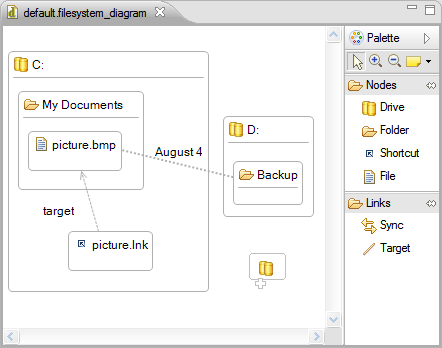 default.filesystem_diagram
C:
My Documents
picture.bmp
August 4
D:
Backup
target
picture.lnk
Palette
Nodes
Drive
Folder
Shortcut
File
Links
Sync
Target